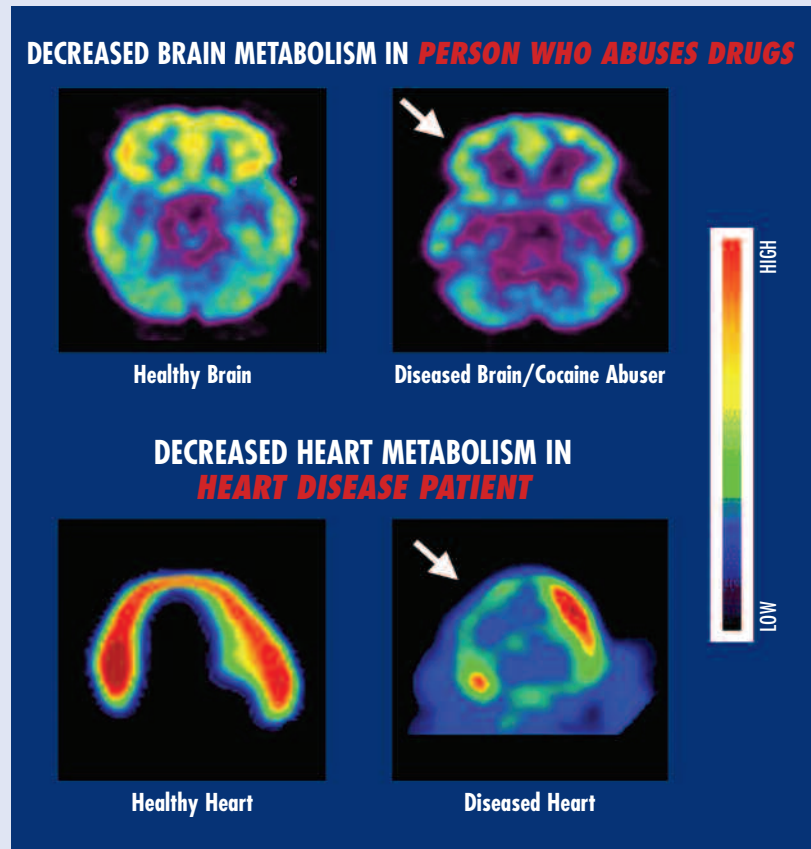 DECREASED BRAIN METABOLISM IN PERSON WHO ABUSES DRUGS
Healthy Brain
Diseased Brain/Cocaine Abuser
HIGH
LOW
DECREASED HEART METABOLISM IN
HEART DISEASE PATIENT
Healthy Heart
Diseased Heart